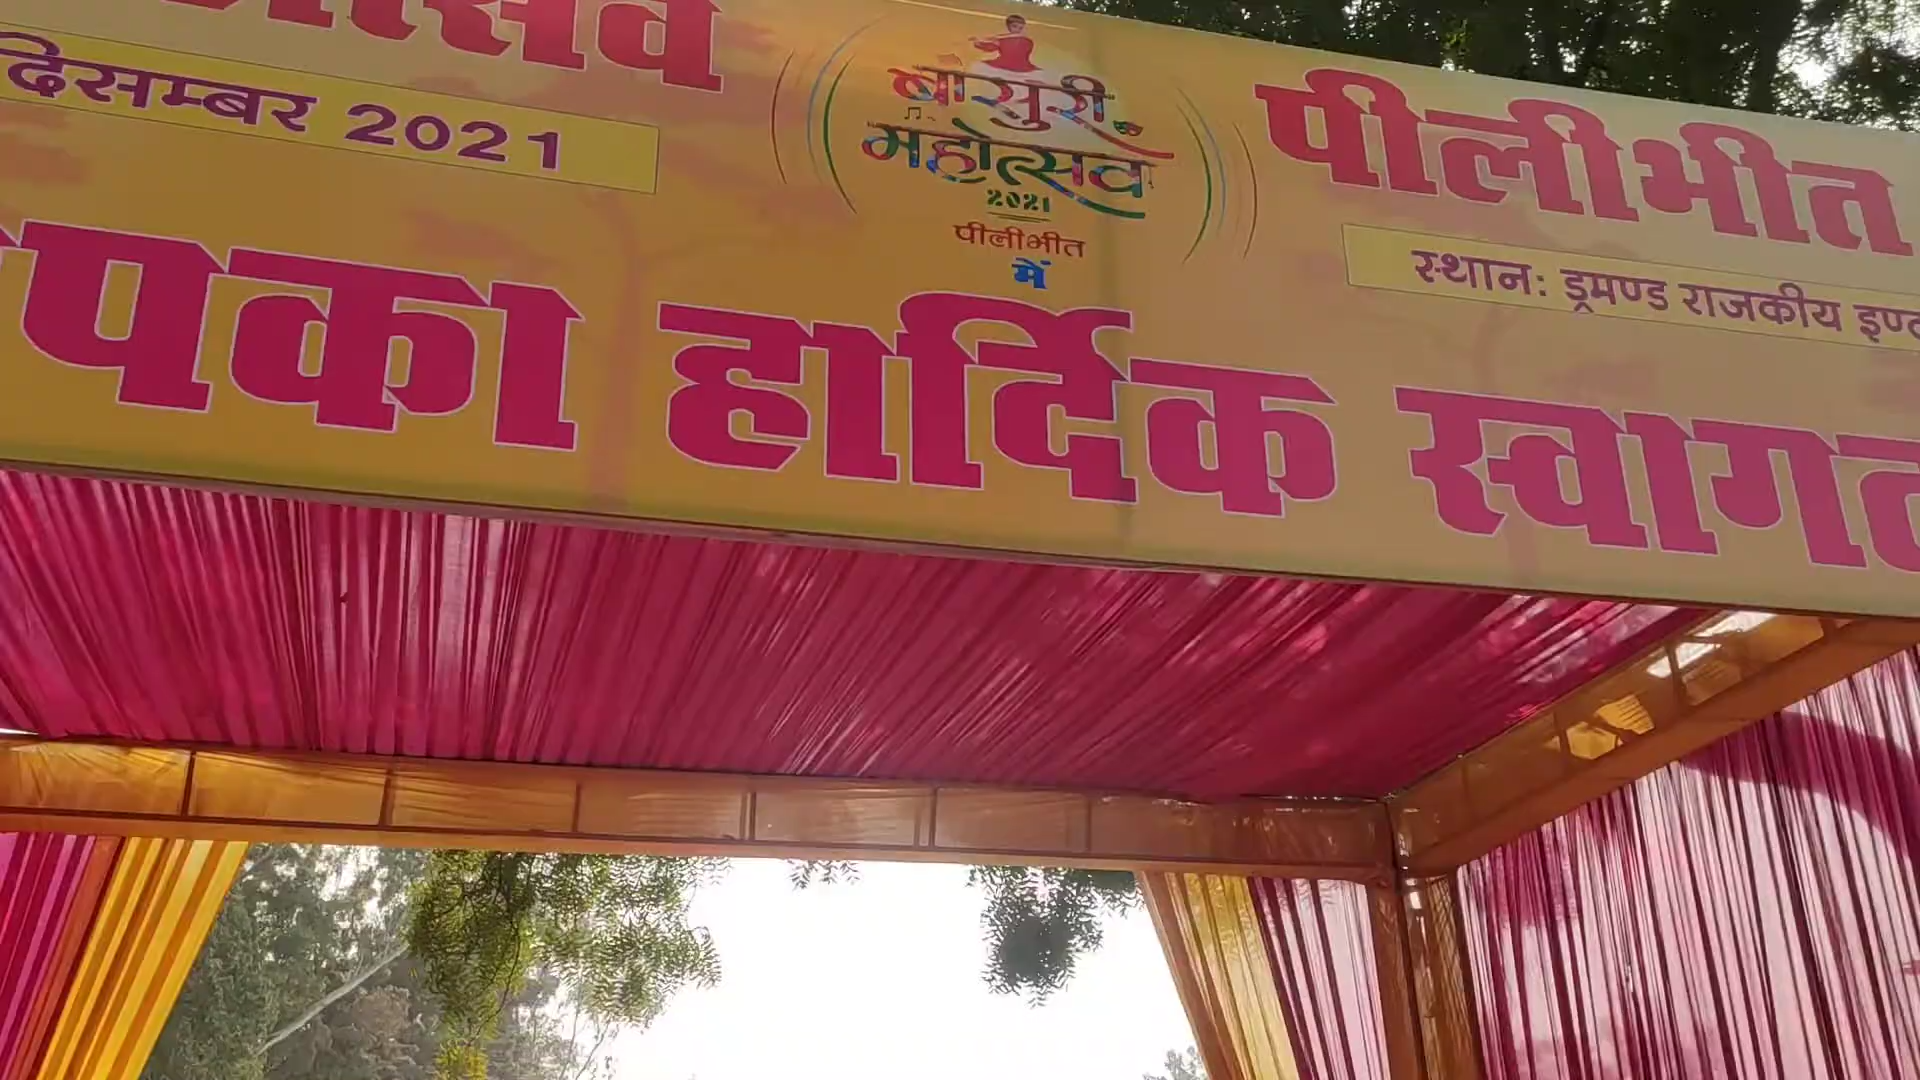 दिसम्बर 2021
बाँसुरी
महोत्सव
2021
पीलीभीत
में
पीलीभीत
स्थान: ड्रमण्ड राजकीय
हार्दिक